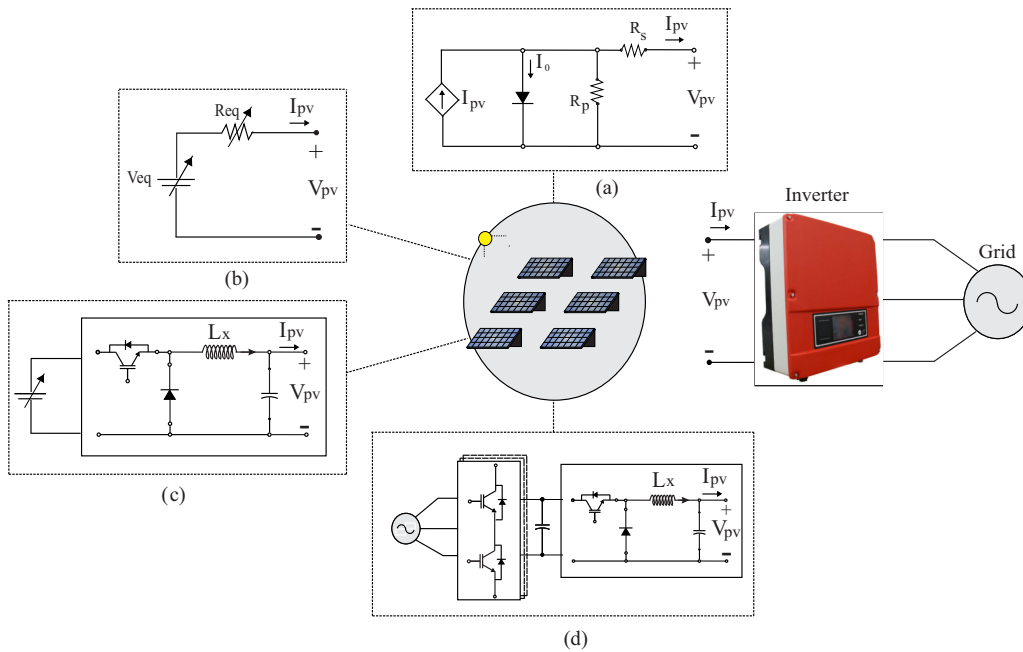 Rs
Ipv
I0
Ipv
Rp
+
Vpv
-
(a)
Req
Ipv
+
Veq
Vpv
-
(b)
Inverter
Ipv
+
Vpv
-
Grid
Lx
Ipv
+
Vpv
-
(c)
Lx
Ipv
+
Vpv
-
(d)